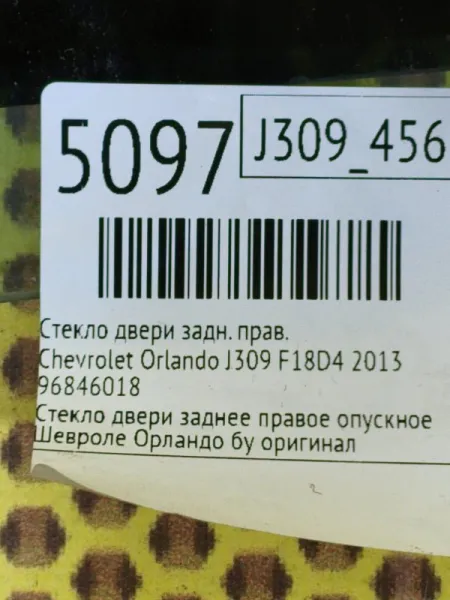 5097
J309_456
Стекло двери задн. прав.
Chevrolet Orlando J309 F18D4 2013
96846018
Стекло двери заднее правое опускное
Шевроле Орландо бу оригинал